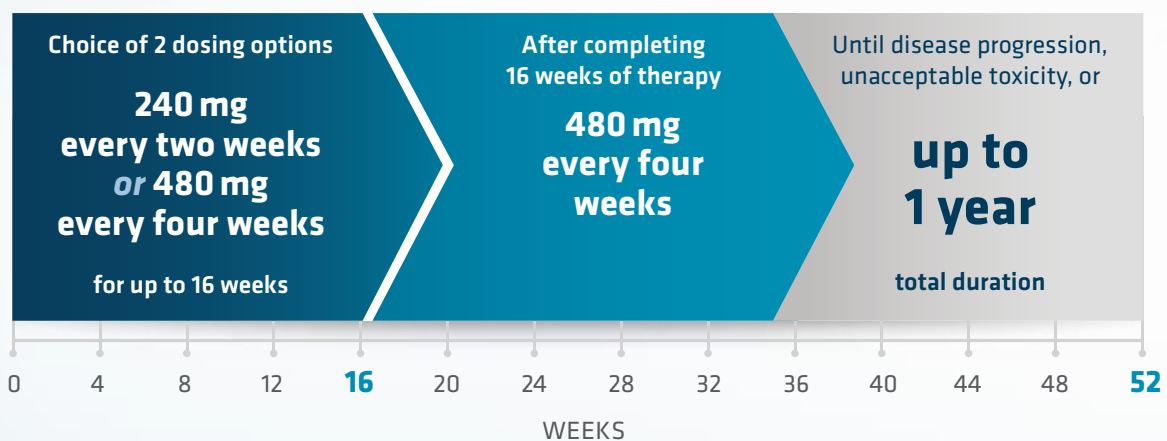 Choice of 2 dosing options
240 mg
every two weeks
or 480 mg
every four weeks
for up to 16 weeks
After completing
16 weeks of therapy
480 mg
every four
weeks
Until disease progression,
unacceptable toxicity, or
up to
1 year
total duration
0 4 8 12 16 20 24 28 32 36 40 44 48 52
WEEKS